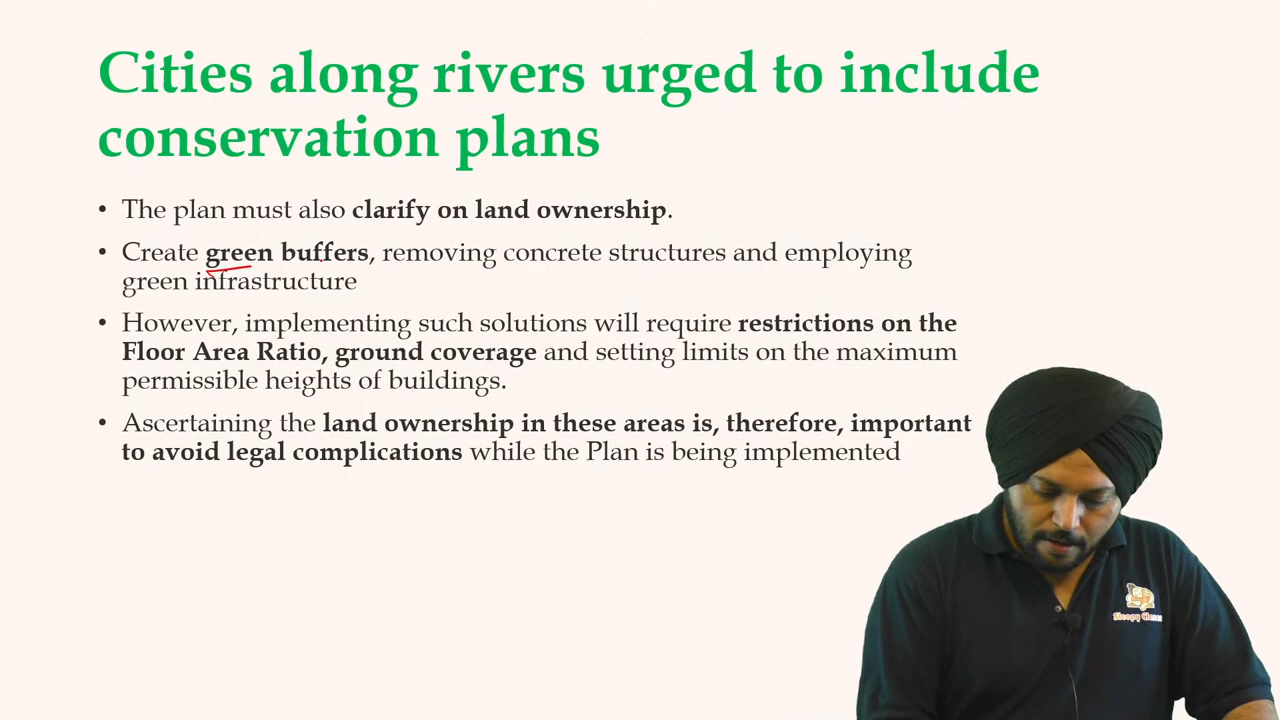 Cities along rivers urged to include
conservation plans
• The plan must also clarify on land ownership.
• Create green buffers, removing concrete structures and employing
green infrastructure
• However, implementing such solutions will require restrictions on the
Floor Area Ratio, ground coverage and setting limits on the maximum
permissible heights of buildings.
• Ascertaining the land ownership in these areas is, therefore, important
to avoid legal complications while the Plan is being implemented
Sleepy